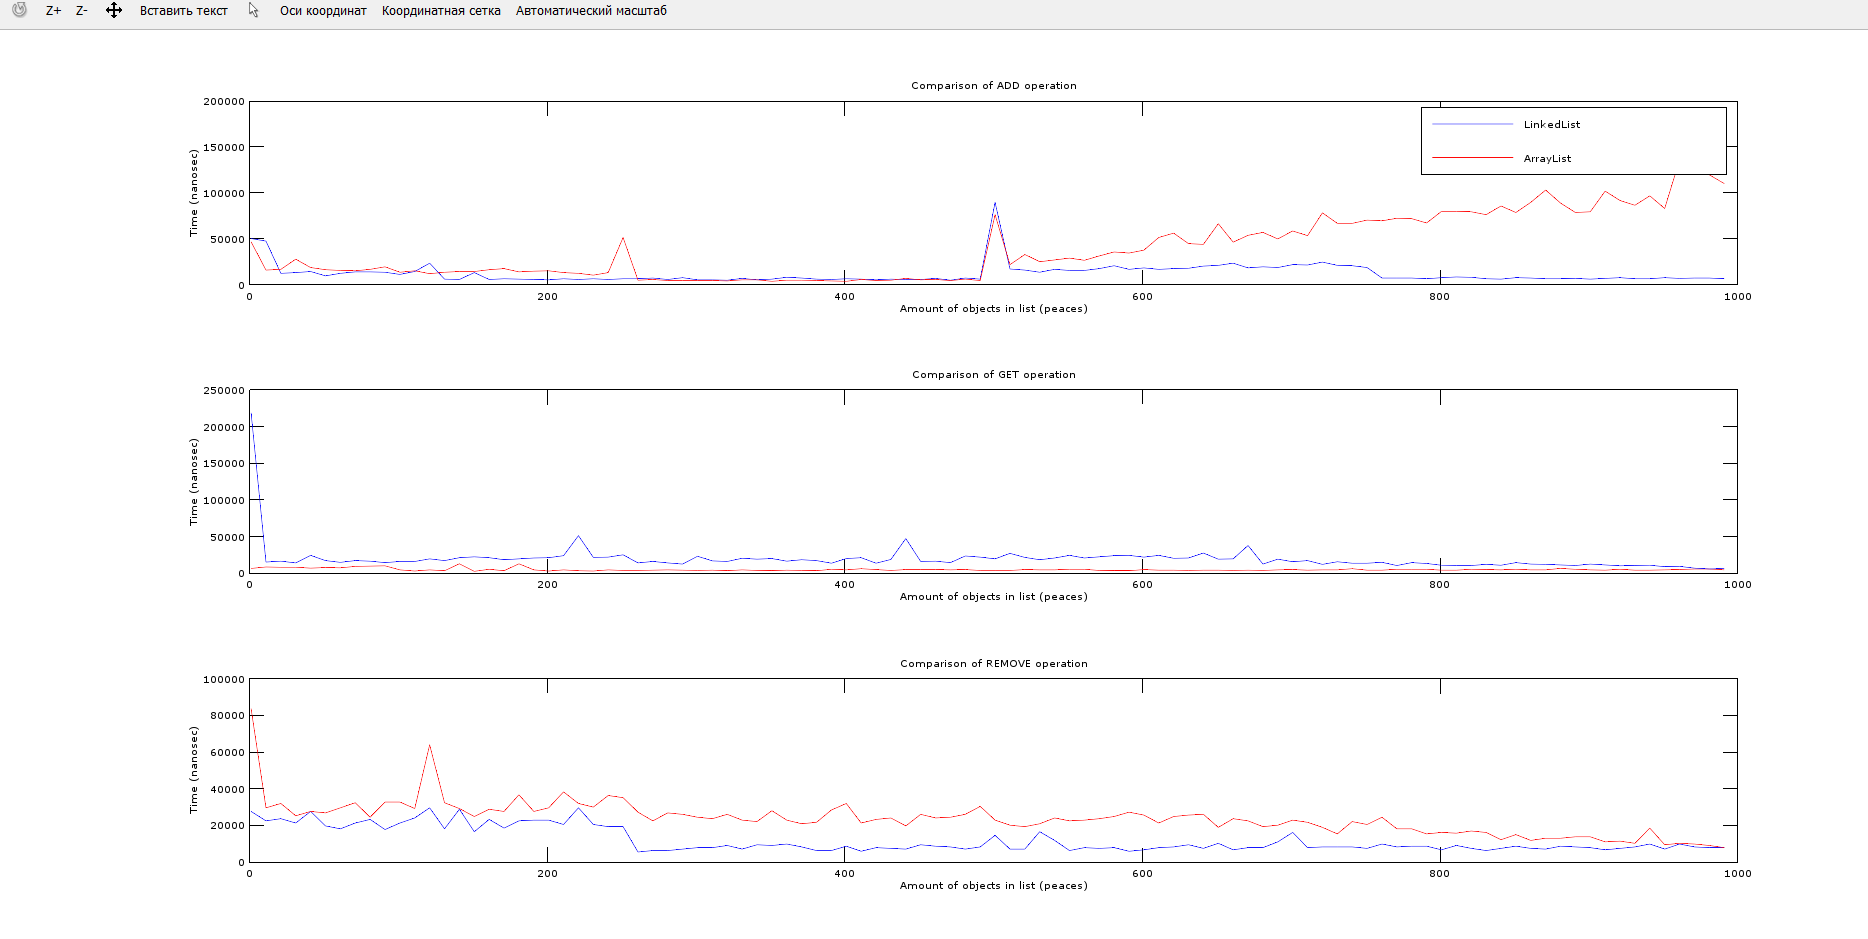 Z+ Z- Вставить текст Оси координат Координатная сетка Автоматический масштаб
Comparison of ADD operation
200000
150000
100000
50000
0
Time (nanosec)
LinkedList
ArrayList
0 200 400 600 800 1000
Amount of objects in list (peaces)
Comparison of GET operation
250000
200000
150000
100000
50000
0
Time (nanosec)
0 200 400 600 800 1000
Amount of objects in list (peaces)
Comparison of REMOVE operation
100000
80000
60000
40000
20000
0
Time (nanosec)
0 200 400 600 800 1000
Amount of objects in list (peaces)